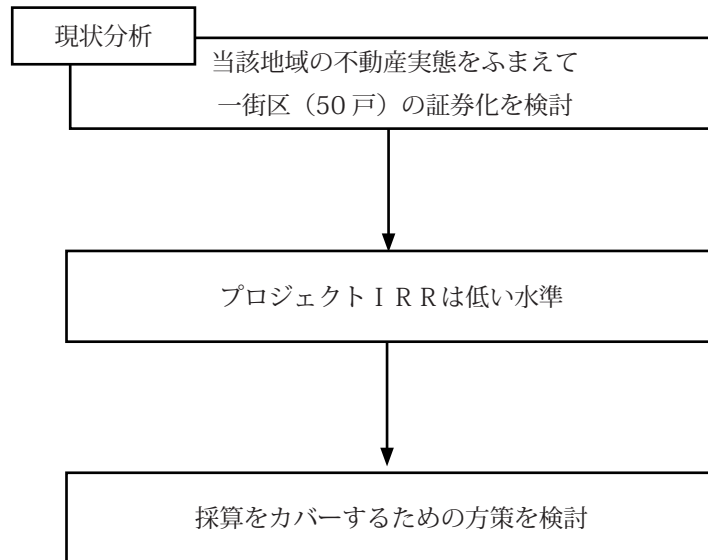 現状分析
当該地域の不動産実態をふまえて
一街区（50 戸）の証券化を検討
プロジェクトＩＲＲは低い水準
採算をカバーするための方策を検討